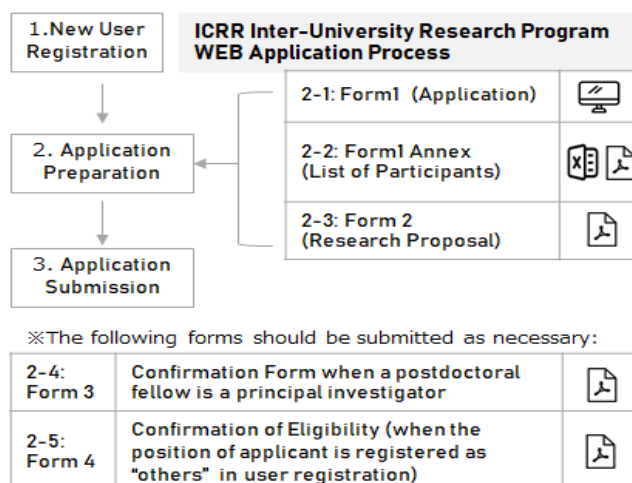 1.New User
Registration
ICRR Inter-University Research Program
WEB Application Process
2-1: Form1 (Application)
2. Application
Preparation
2-2: Form1 Annex
(List of Participants)
2-3: Form 2
(Research Proposal)
3. Application
Submission
※The following forms should be submitted as necessary:
2-4:
Form 3
Confirmation Form when a postdoctoral
fellow is a principal investigator
2-5:
Form 4
Confirmation of Eligibility (when the
position of applicant is registered as
“others” in user registration)